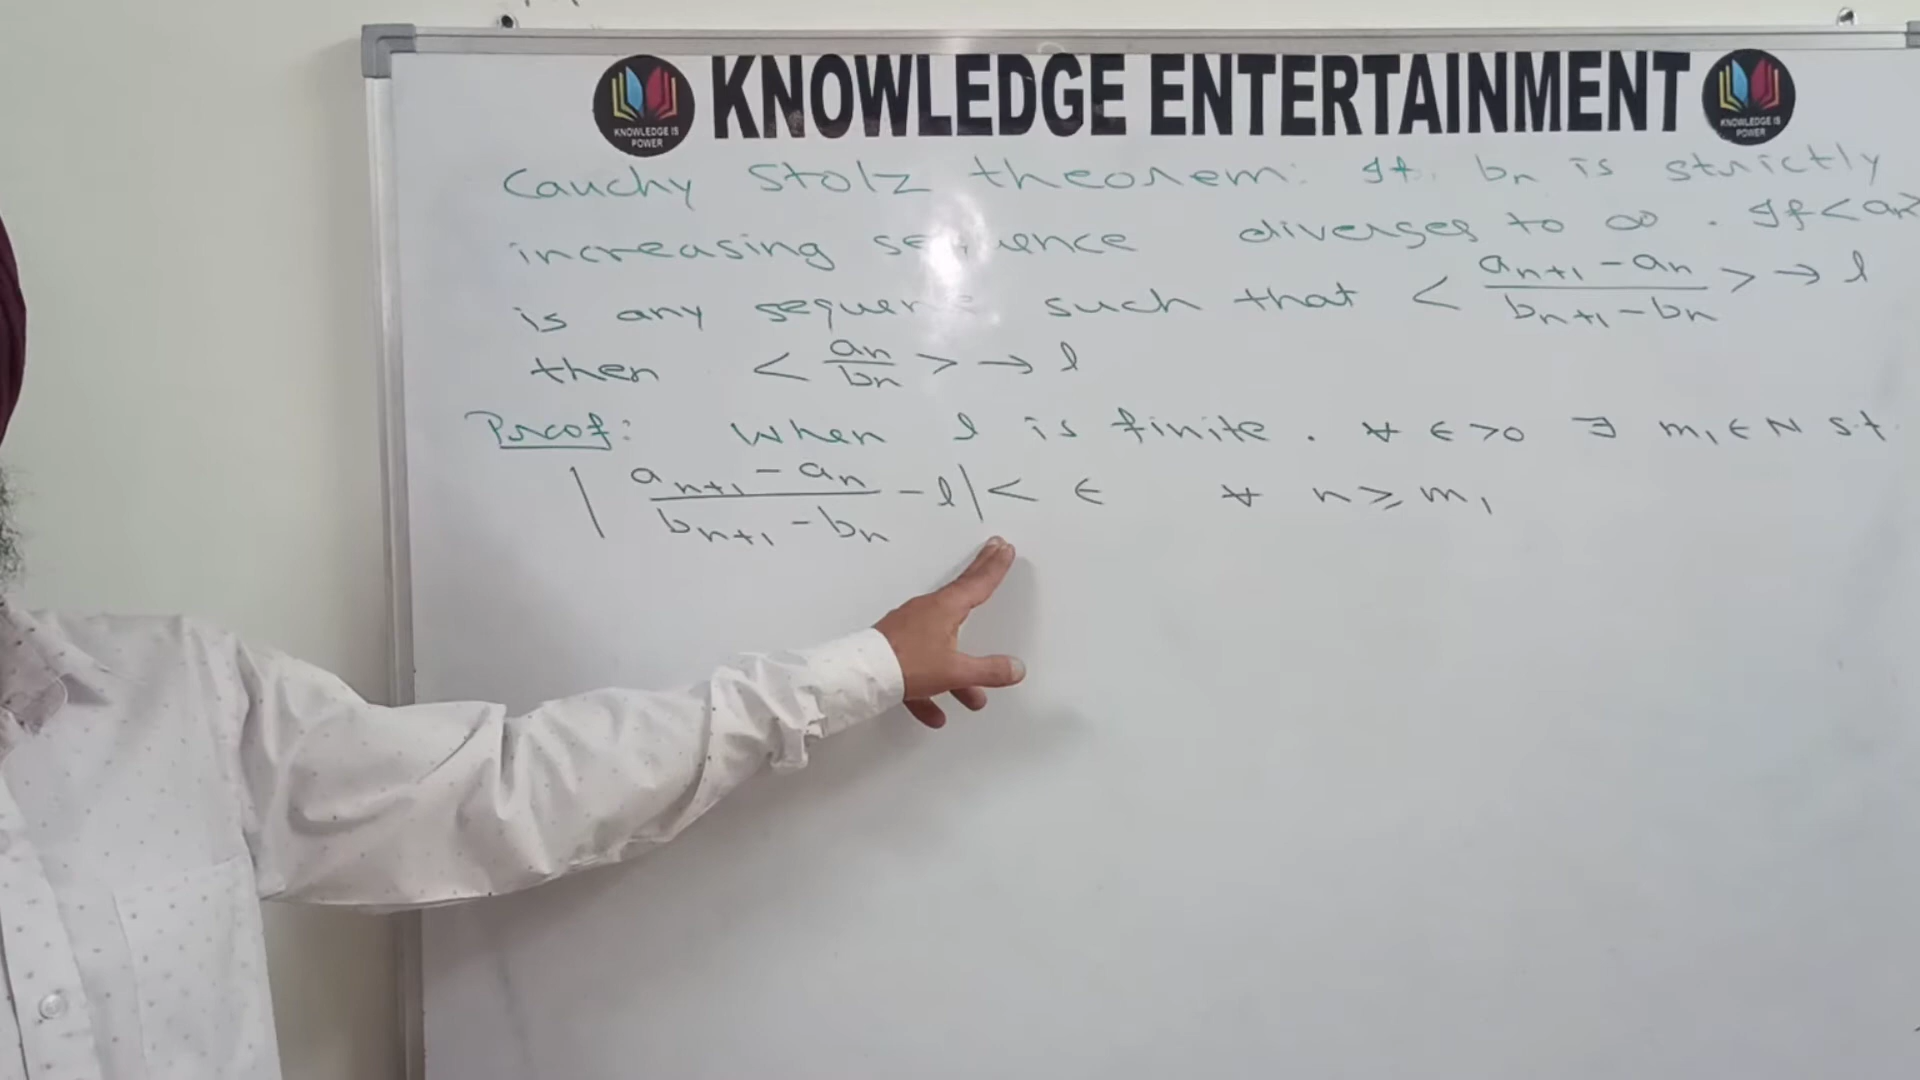 KNOWLEDGE IS POWER KNOWLEDGE ENTERTAINMENT KNOWLEDGE IS POWER
Cauchy Stolz theorem: If bn is strictly
increasing sequence diverges to ∞ . If <an>
is any sequence such that < (an+1 - an)/(bn+1 - bn) > → l
then < an/bn > → l
Proof: When l is finite. ∀ ϵ>0 ∃ m1 ϵ N s.t
| (an+1 - an)/(bn+1 - bn) - l | < ϵ ∀ n ≥ m1